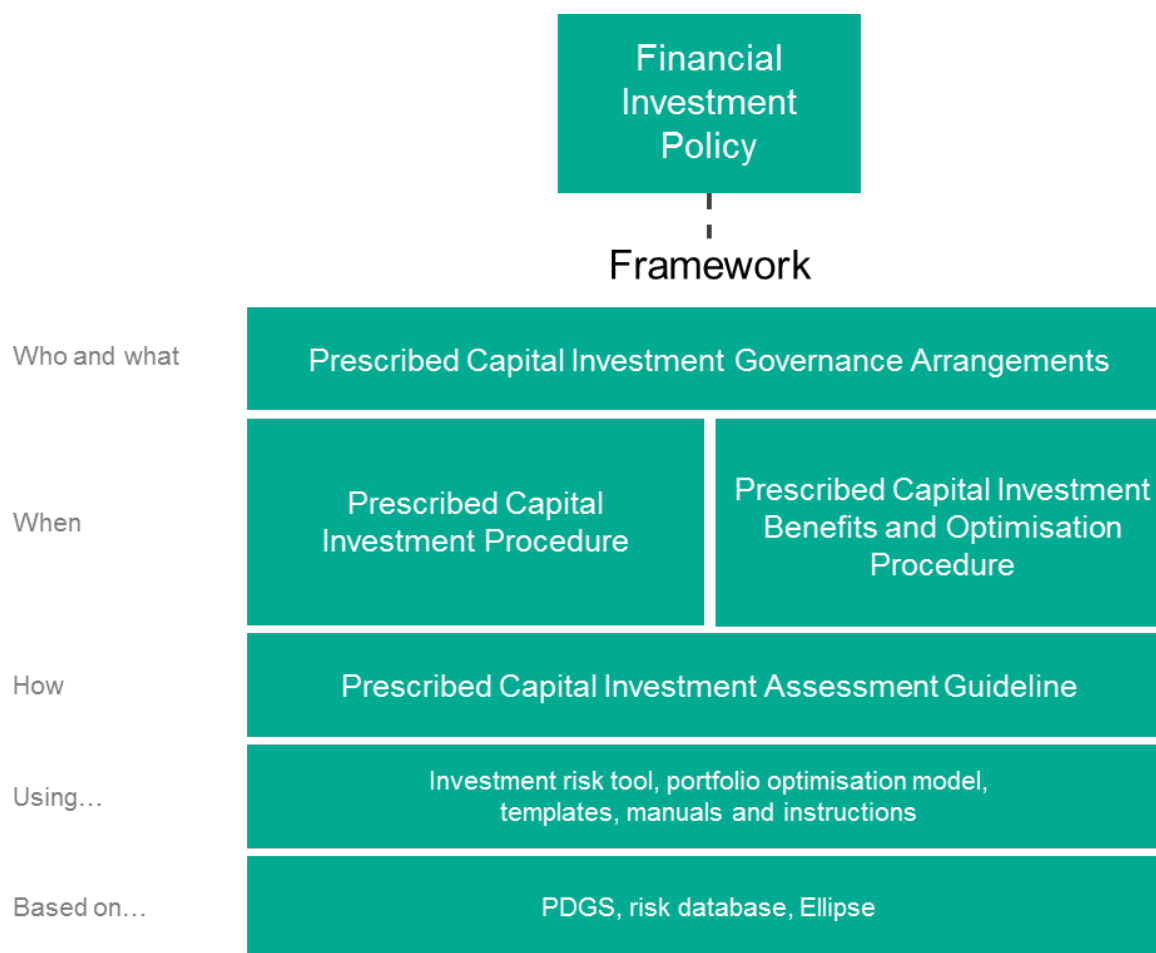 Financial
Investment
Policy
Framework
Who and what
Prescribed Capital Investment Governance Arrangements
When
Prescribed Capital
Investment Procedure
Prescribed Capital Investment
Benefits and Optimisation
Procedure
How
Prescribed Capital Investment Assessment Guideline
Using…
Investment risk tool, portfolio optimisation model,
templates, manuals and instructions
Based on…
PDGS, risk database, Ellipse